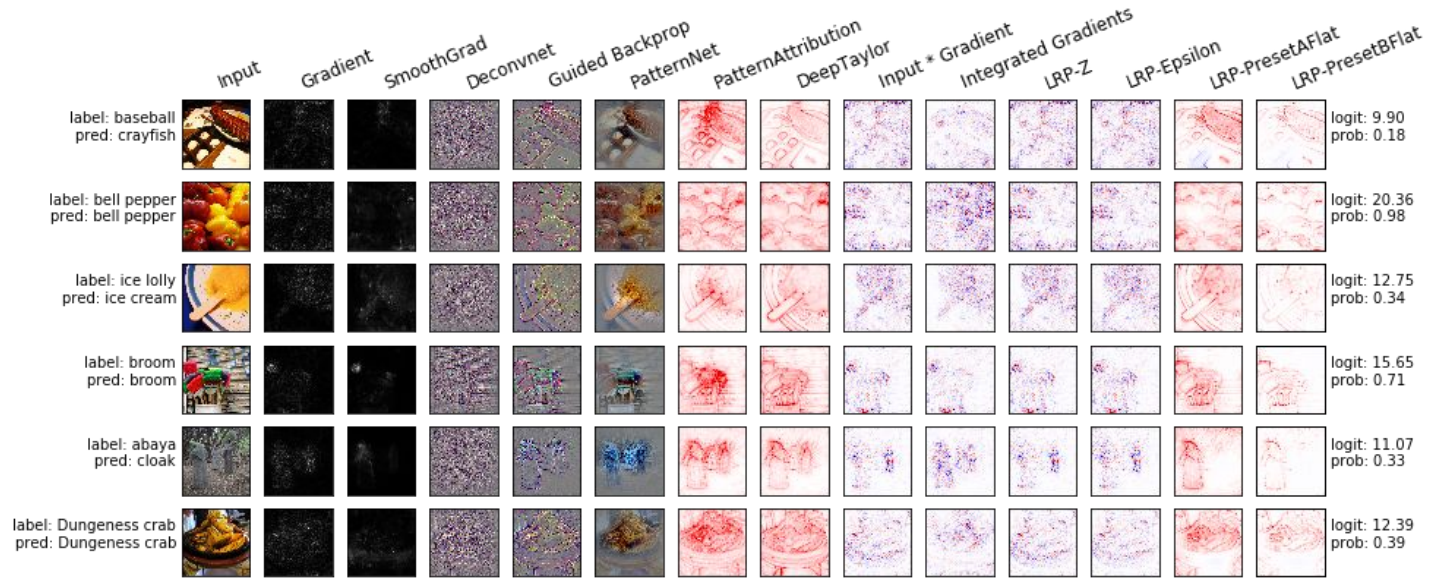 Input
Gradient
SmoothGrad
Deconvnet
Guided Backprop
PatternNet
PatternAttribution
DeepTaylor
Input * Gradient
Integrated Gradients
LRP-Z
LRP-Epsilon
LRP-PresetAFlat
LRP-PresetBFlat
label: baseball
pred: crayfish
logit: 9.90
prob: 0.18
label: bell pepper
pred: bell pepper
logit: 20.36
prob: 0.98
label: ice lolly
pred: ice cream
logit: 12.75
prob: 0.34
label: broom
pred: broom
logit: 15.65
prob: 0.71
label: abaya
pred: cloak
logit: 11.07
prob: 0.33
label: Dungeness crab
pred: Dungeness crab
logit: 12.39
prob: 0.39